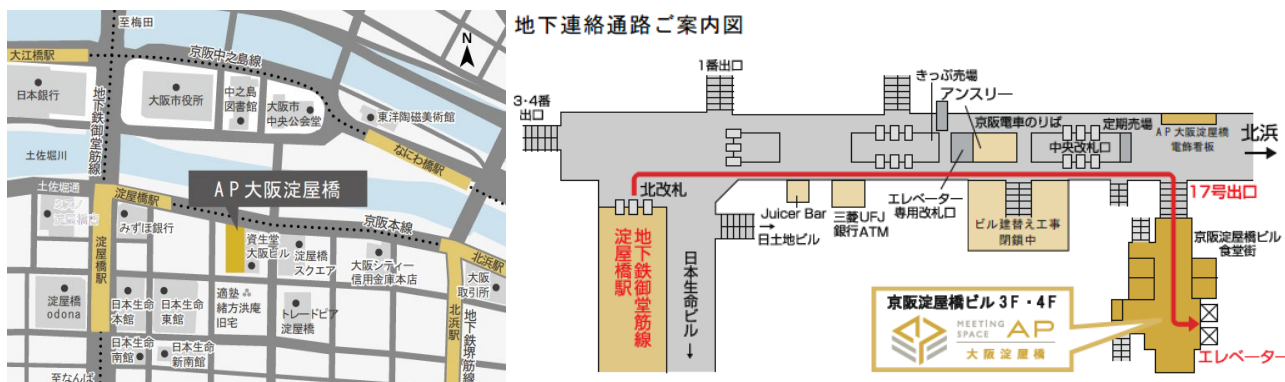 至梅田
N
大江橋駅
京阪中之島線
日本銀行
大阪市役所
中之島
図書館
大阪市
中央公会堂
東洋陶磁美術館
地下鉄御堂筋線
なにわ橋駅
土佐堀川
AP大阪淀屋橋
土佐堀通
淀屋橋駅
みずほ銀行
京阪本線
淀屋橋駅
資生堂
大阪ビル
淀屋橋
スクエア
大阪シティー
信用金庫本店
北浜駅
大阪
取引所
淀屋橋
odona
日本生命
本館
日本生命
東館
適塾
緒方洪庵
旧宅
トレードピア
淀屋橋
北浜駅
地下鉄堺筋線
日本生命
南館
日本生命
新南館
至なんば
地下連絡通路ご案内図
1番出口
3・4番
出口
きっぷ売場
アンスリー
京阪電車のりば
中央改札口
定期売場
AP大阪淀屋橋
電飾看板
北浜
北改札
17号出口
Juicer Bar
三菱UFJ
銀行ATM
エレベーター
専用改札口
ビル建替え工事
閉鎖中
日土地ビル
地下鉄御堂筋線
淀屋橋駅
日本生命ビル
京阪淀屋橋ビル
食堂街
京阪淀屋橋ビル3F・4F
MEETING
SPACE AP
大阪淀屋橋
エレベーター